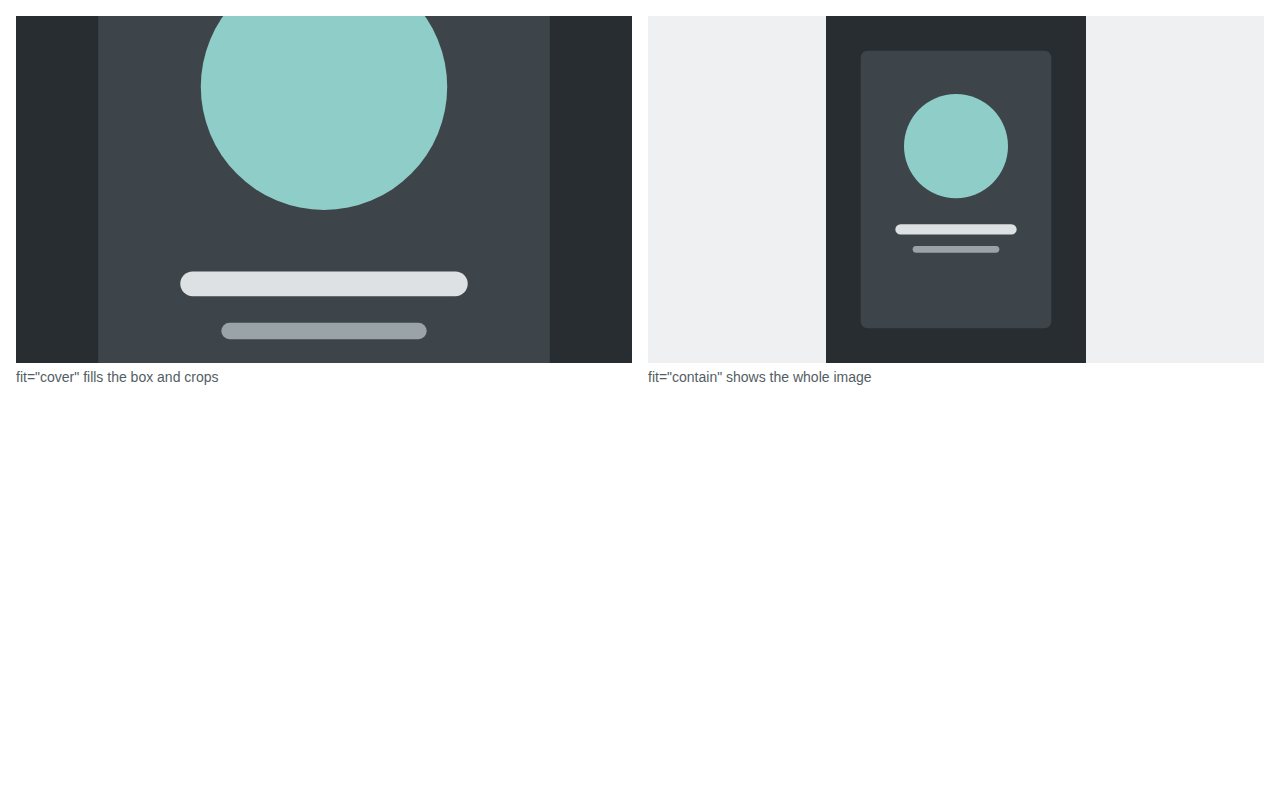 fit="cover" fills the box and crops
fit="contain" shows the whole image